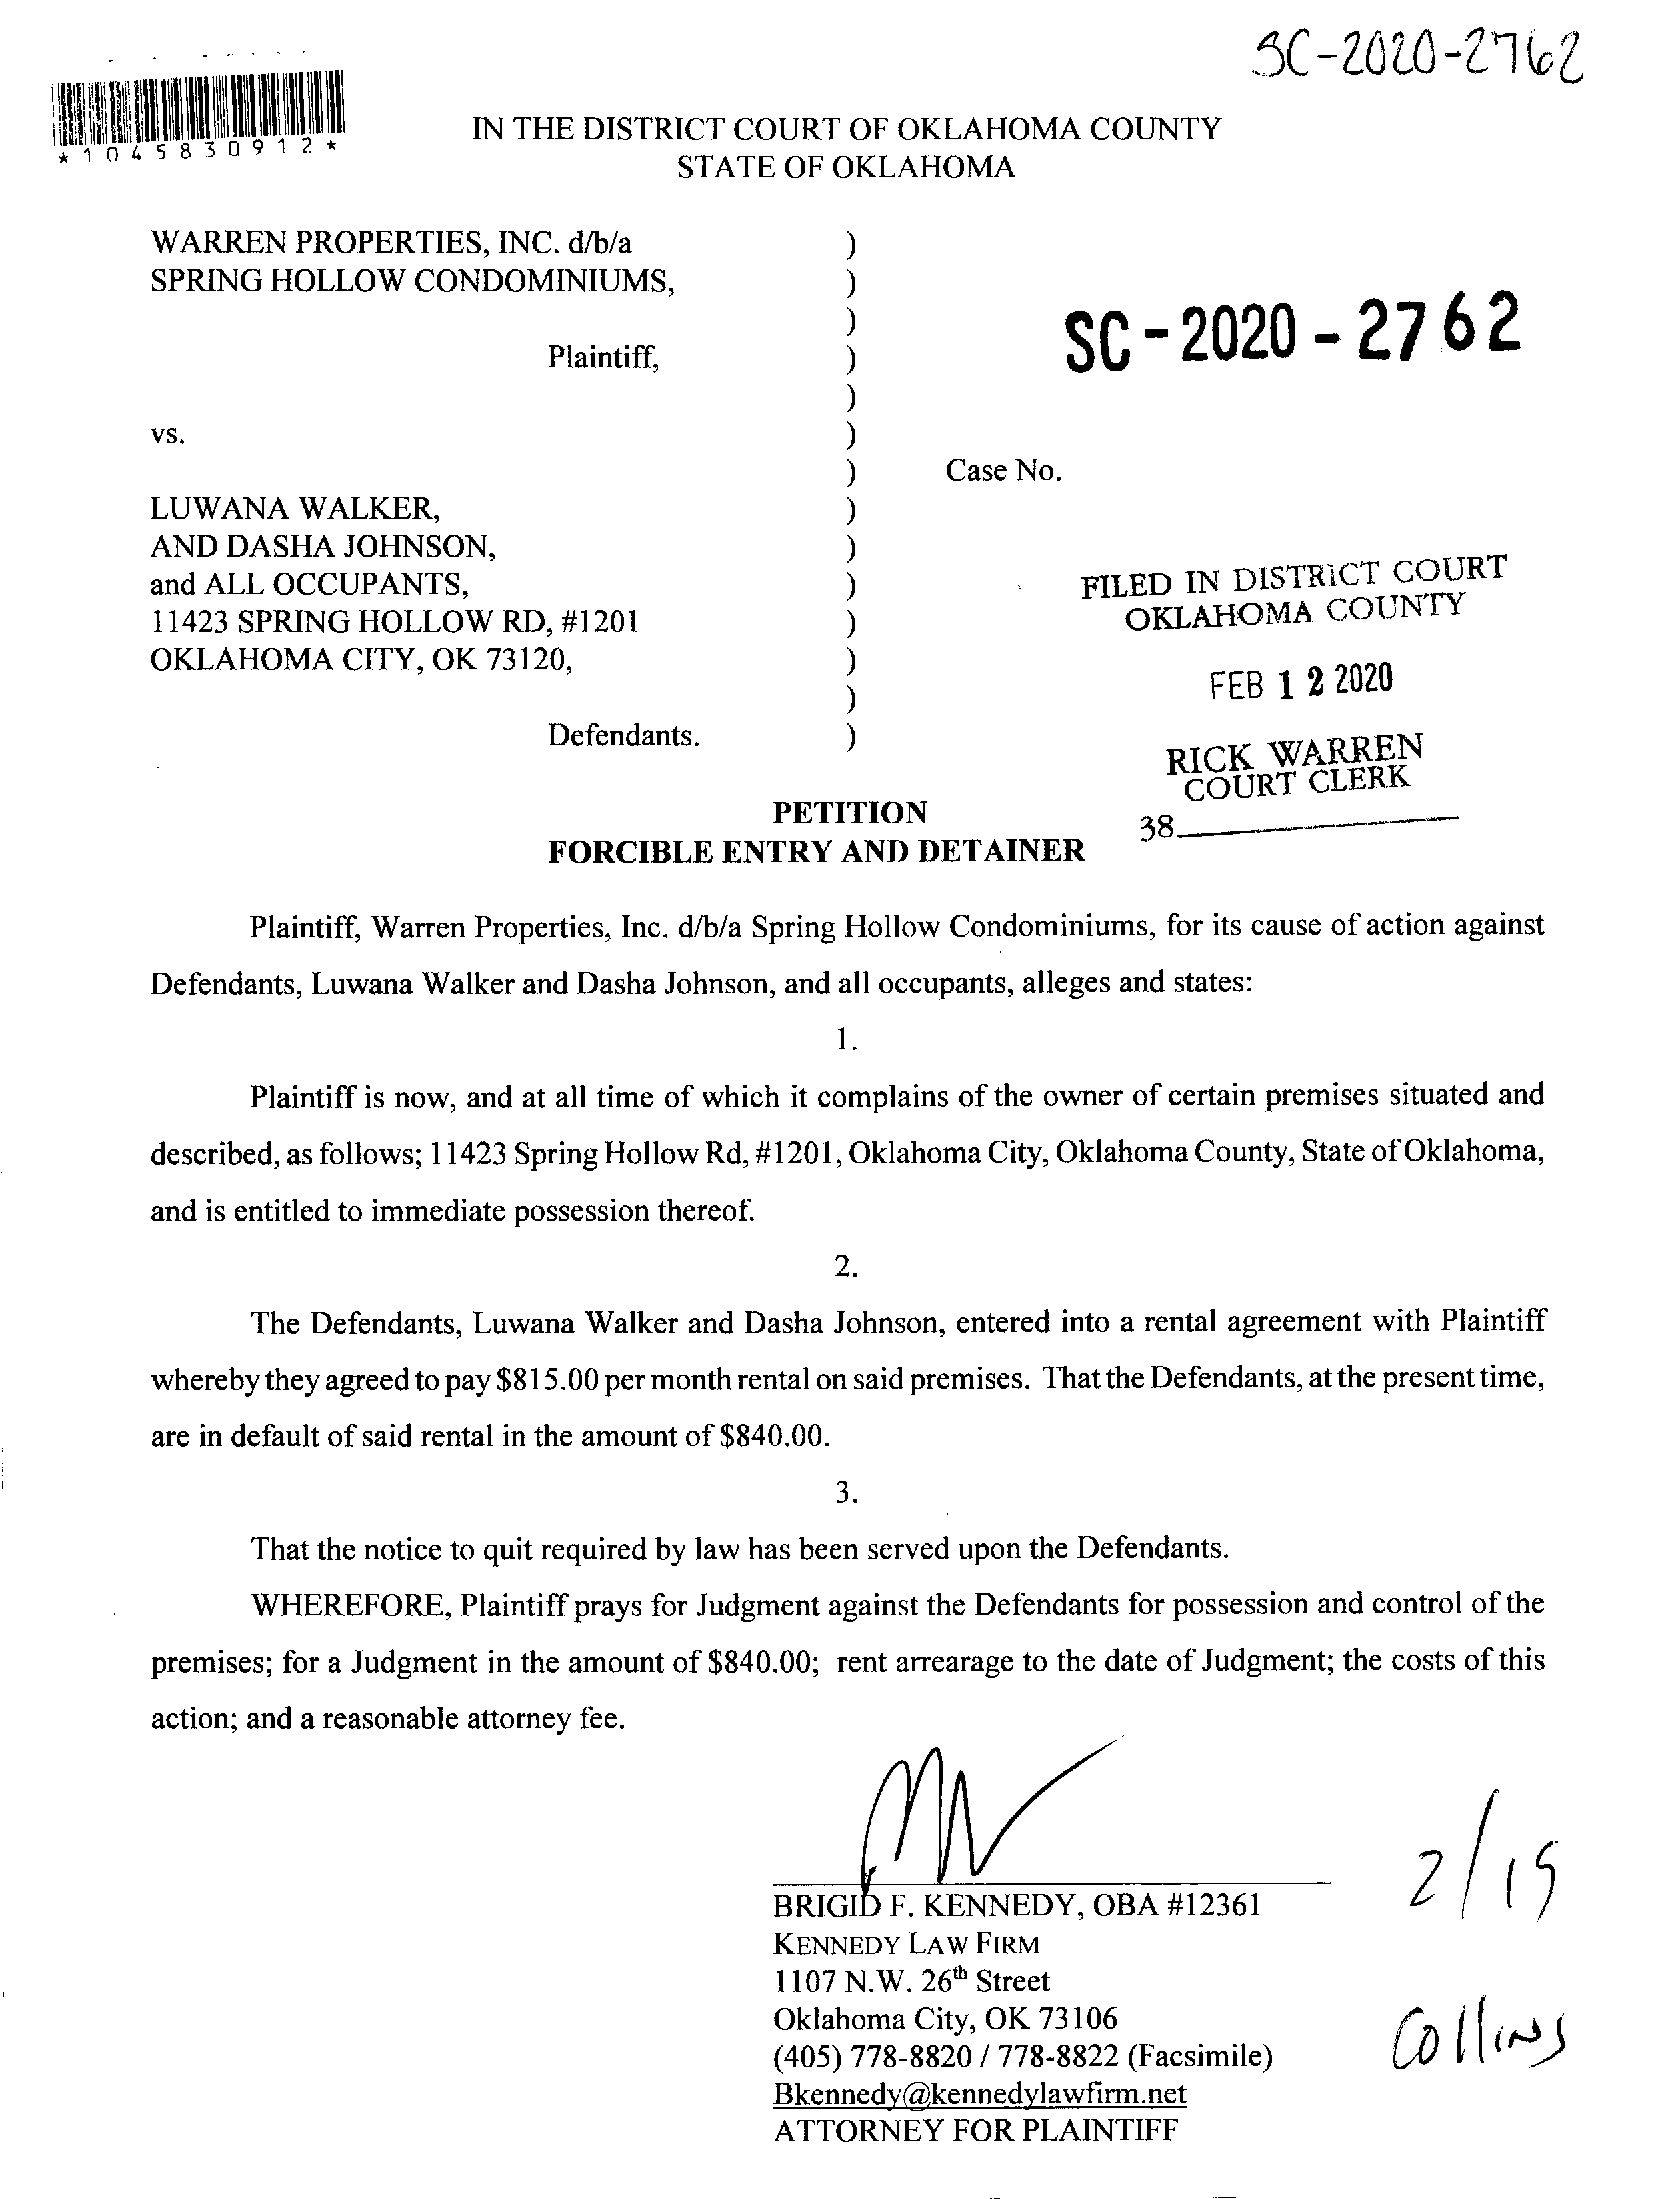 SC-2020-2762
*1045830912*
IN THE DISTRICT COURT OF OKLAHOMA COUNTY
STATE OF OKLAHOMA
WARREN PROPERTIES, INC. d/b/a )
SPRING HOLLOW CONDOMINIUMS, )
)
SC-2020-2762
Plaintiff, )
)
vs. )
) Case No.
LUWANA WALKER, )
AND DASHA JOHNSON, )
and ALL OCCUPANTS, )
11423 SPRING HOLLOW RD, #1201 )
OKLAHOMA CITY, OK 73120, )
)
Defendants. )
FILED IN DISTRICT COURT
OKLAHOMA COUNTY
FEB 12 2020
RICK WARREN
COURT CLERK
38
PETITION
FORCIBLE ENTRY AND DETAINER
Plaintiff, Warren Properties, Inc. d/b/a Spring Hollow Condominiums, for its cause of action against
Defendants, Luwana Walker and Dasha Johnson, and all occupants, alleges and states:
1.
Plaintiff is now, and at all time of which it complains of the owner of certain premises situated and
described, as follows; 11423 Spring Hollow Rd, #1201, Oklahoma City, Oklahoma County, State of Oklahoma,
and is entitled to immediate possession thereof.
2.
The Defendants, Luwana Walker and Dasha Johnson, entered into a rental agreement with Plaintiff
whereby they agreed to pay $815.00 per month rental on said premises. That the Defendants, at the present time,
are in default of said rental in the amount of $840.00.
3.
That the notice to quit required by law has been served upon the Defendants.
WHEREFORE, Plaintiff prays for Judgment against the Defendants for possession and control of the
premises; for a Judgment in the amount of $840.00; rent arrearage to the date of Judgment; the costs of this
action; and a reasonable attorney fee.
BRIGID F. KENNEDY, OBA #12361
KENNEDY LAW FIRM
1107 N.W. 26th Street
Oklahoma City, OK 73106
(405) 778-8820 / 778-8822 (Facsimile)
Bkennedy@kennedylawfirm.net
ATTORNEY FOR PLAINTIFF
Collins